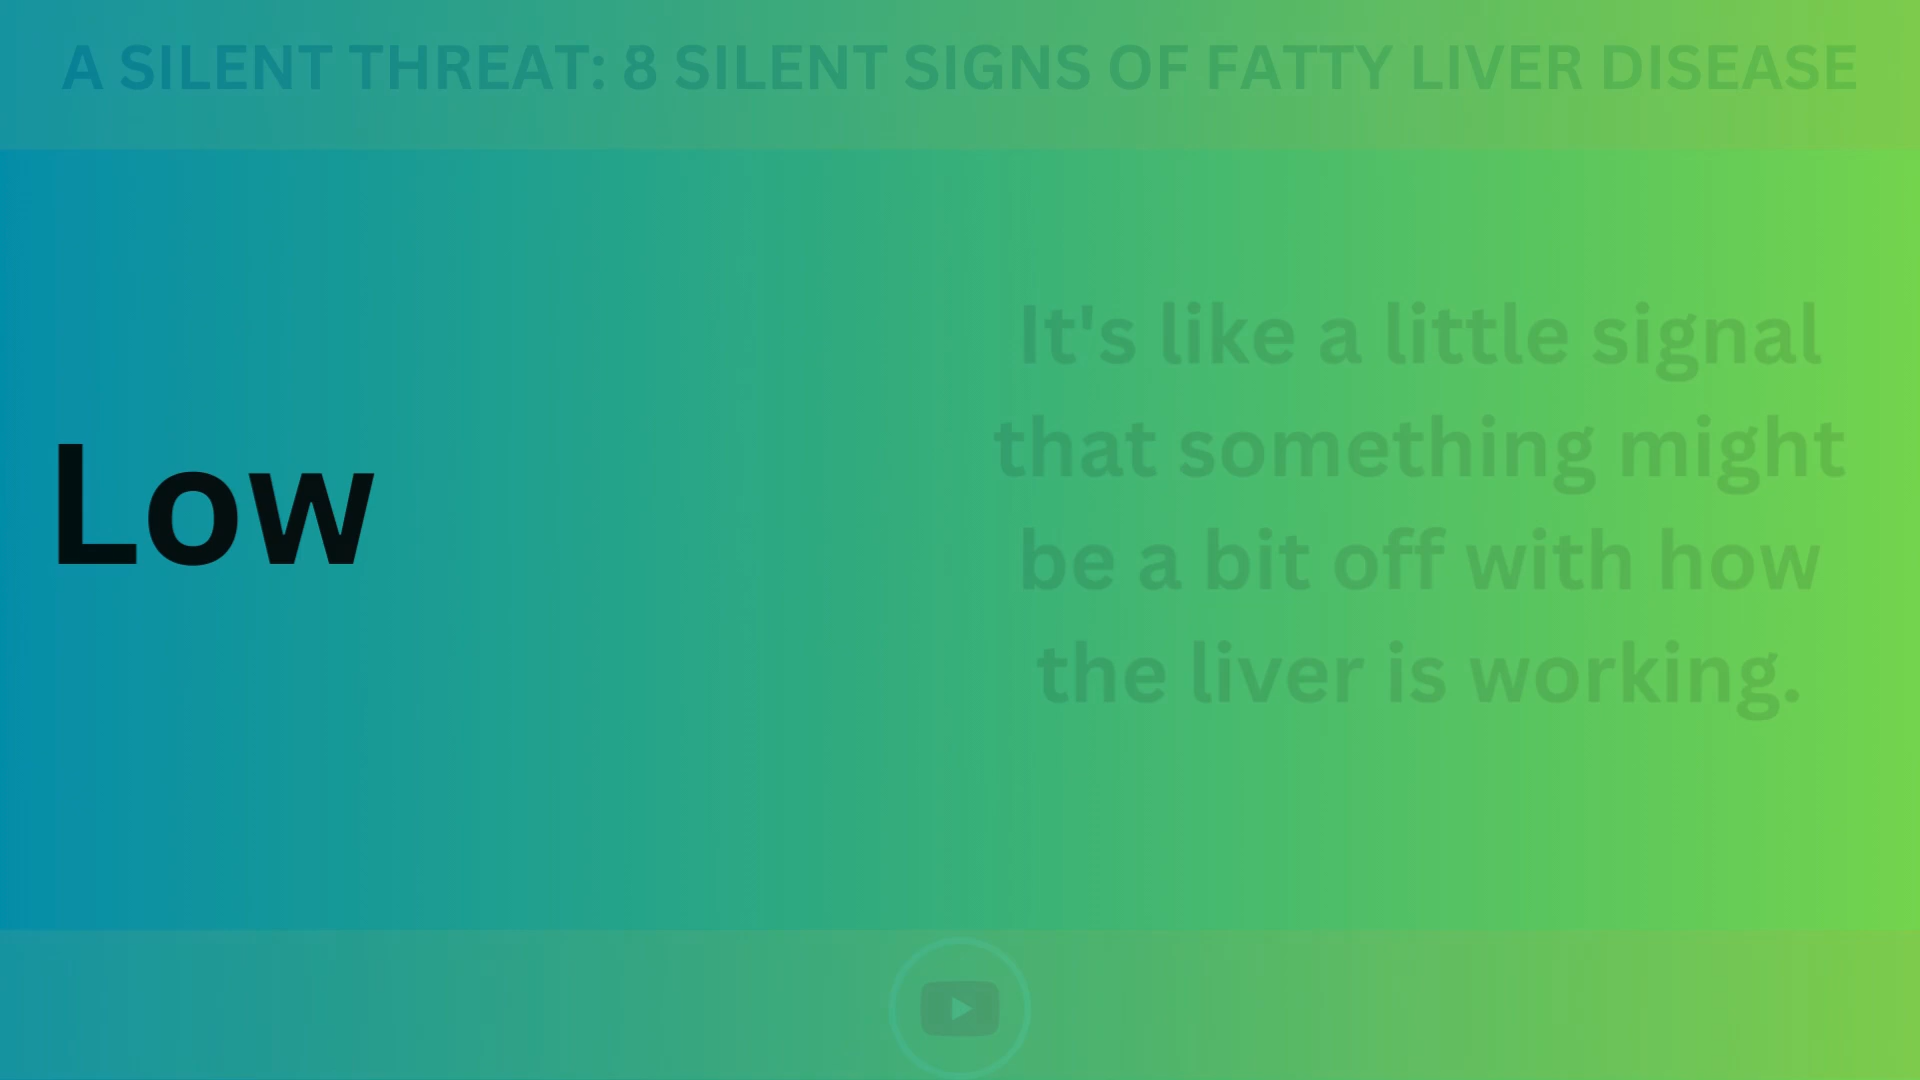 A SILENT THREAT: 8 SILENT SIGNS OF FATTY LIVER DISEASE
Low
It's like a little signal
that something might
be a bit off with how
the liver is working.